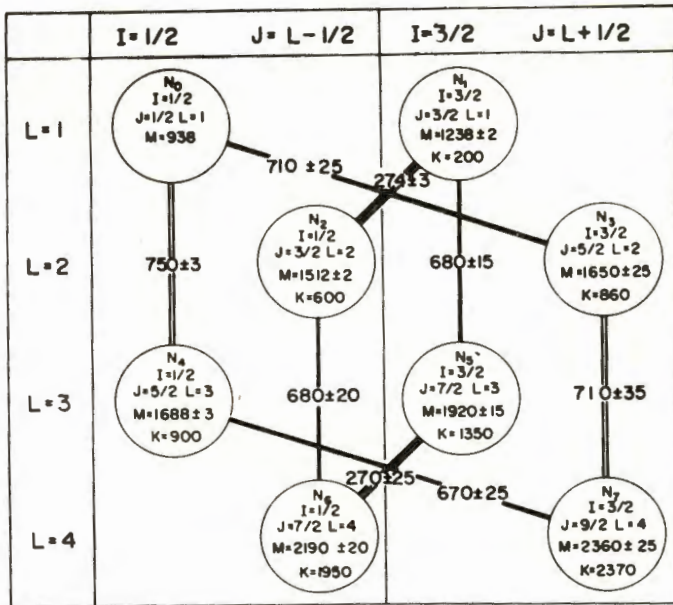 I=1/2 J=L-1/2 I=3/2 J=L+1/2
L=1
N0
I=1/2
J=1/2 L=1
M=938
N1
I=3/2
J=3/2 L=1
M=1238±2
K=200
710 ±25
274±3
L=2
N2
I=1/2
J=3/2 L=2
M=1512±2
K=600
N3
I=3/2
J=5/2 L=2
M=1650±25
K=860
750±3
680±15
L=3
N4
I=1/2
J=5/2 L=3
M=1688±3
K=900
680±20
N5
I=3/2
J=7/2 L=3
M=1920±15
K=1350
710±35
270±25
670±25
L=4
N6
I=1/2
J=7/2 L=4
M=2190 ±20
K=1950
N7
I=3/2
J=9/2 L=4
M=2360±25
K=2370